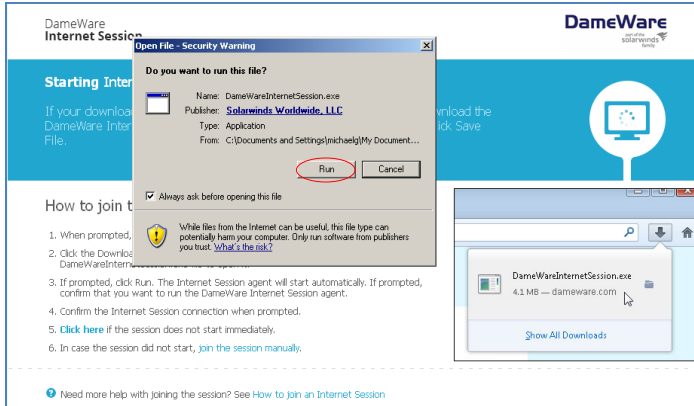 DameWare
Internet Session
DameWare
part of the
solarwinds
family
Open File - Security Warning
Do you want to run this file?
Name: DameWareInternetSession.exe
Publisher: Solarwinds Worldwide, LLC
Type: Application
From: C:\Documents and Settings\michaelg\My Document...
Run
Cancel
Always ask before opening this file
While files from the Internet can be useful, this file type can
potentially harm your computer. Only run software from publishers
you trust. What's the risk?
Starting Inter
If your downloa wnload the
DameWare Inter ick Save
File.
How to join t
1. When prompted,
2. Click the Downloa
3. If prompted, click Run. The Internet Session agent will start automatically. If prompted,
confirm that you want to run the DameWare Internet Session agent.
4. Confirm the Internet Session connection when prompted.
5. Click here if the session does not start immediately.
6. In case the session did not start, join the session manually.
DameWareInternetSession.exe
4.1 MB — dameware.com
Show All Downloads
Need more help with joining the session? See How to join an Internet Session